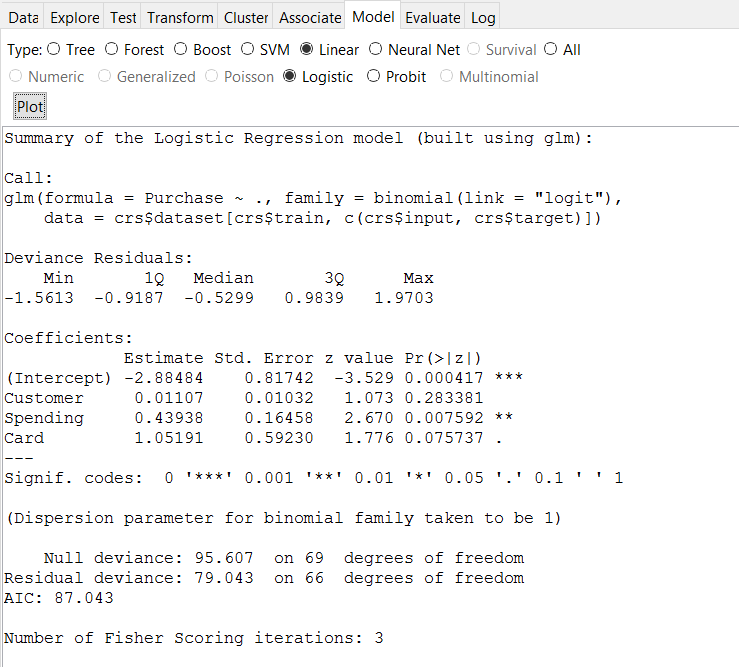 Data Explore Test Transform Cluster Associate Model Evaluate Log
Type: Tree Forest Boost SVM Linear Neural Net Survival All
Numeric Generalized Poisson Logistic Probit Multinomial
Plot
Summary of the Logistic Regression model (built using glm):
Call:
glm(formula = Purchase ~ ., family = binomial(link = "logit"),
    data = crs$dataset[crs$train, c(crs$input, crs$target)])
Deviance Residuals:
    Min       1Q   Median       3Q      Max
-1.5613  -0.9187  -0.5299   0.9839   1.9703
Coefficients:
            Estimate Std. Error z value Pr(>|z|)
(Intercept) -2.88484    0.81742  -3.529 0.000417 ***
Customer     0.01107    0.01032   1.073 0.283381
Spending     0.43938    0.16458   2.670 0.007592 **
Card         1.05191    0.59230   1.776 0.075737 .
---
Signif. codes:  0 '***' 0.001 '**' 0.01 '*' 0.05 '.' 0.1 ' ' 1
(Dispersion parameter for binomial family taken to be 1)
    Null deviance: 95.607  on 69  degrees of freedom
Residual deviance: 79.043  on 66  degrees of freedom
AIC: 87.043
Number of Fisher Scoring iterations: 3